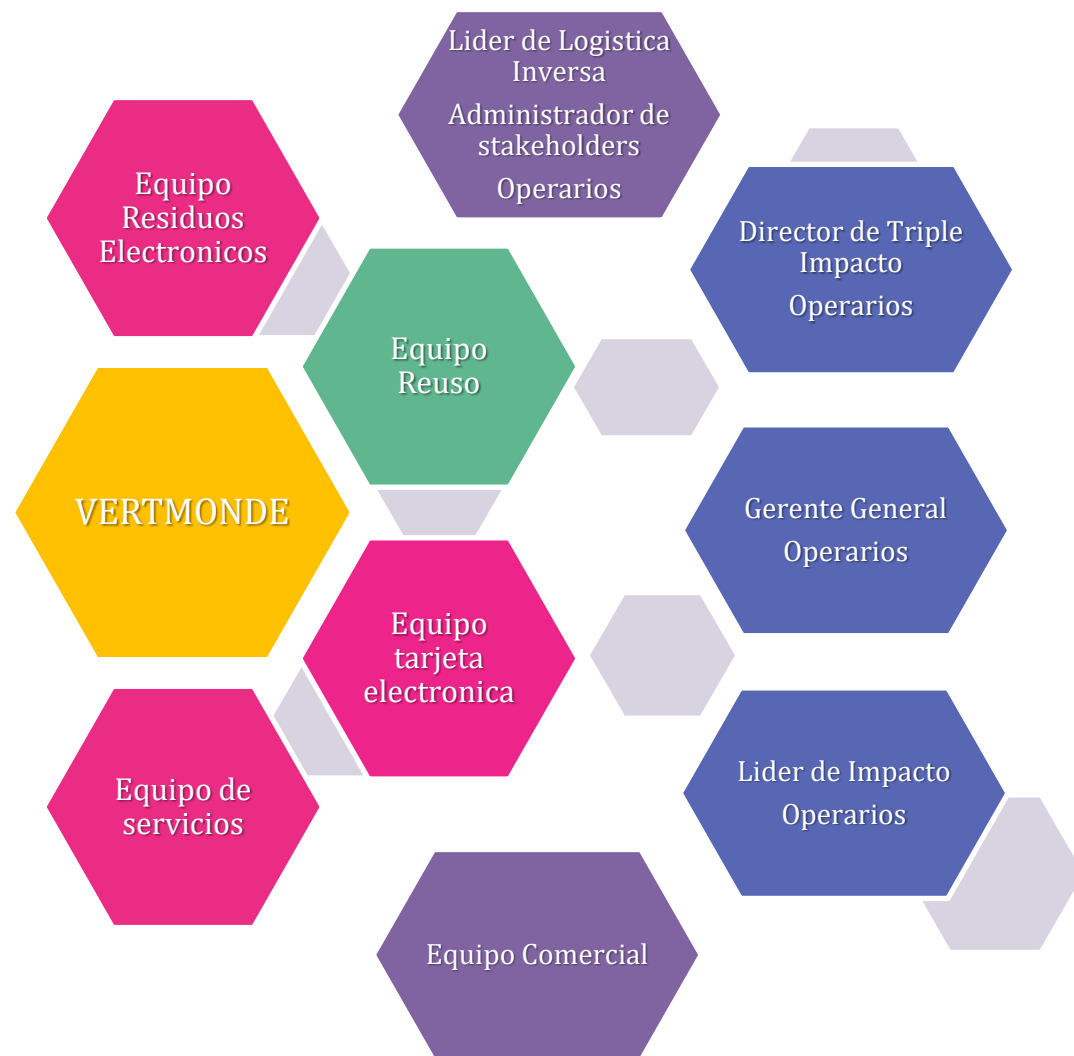 Lider de Logistica
Inversa
Administrador de
stakeholders
Operarios
Equipo
Residuos
Electronicos
Director de Triple
Impacto
Operarios
Equipo
Reuso
VERTMONDE
Gerente General
Operarios
Equipo
tarjeta
electronica
Equipo de
servicios
Lider de Impacto
Operarios
Equipo Comercial